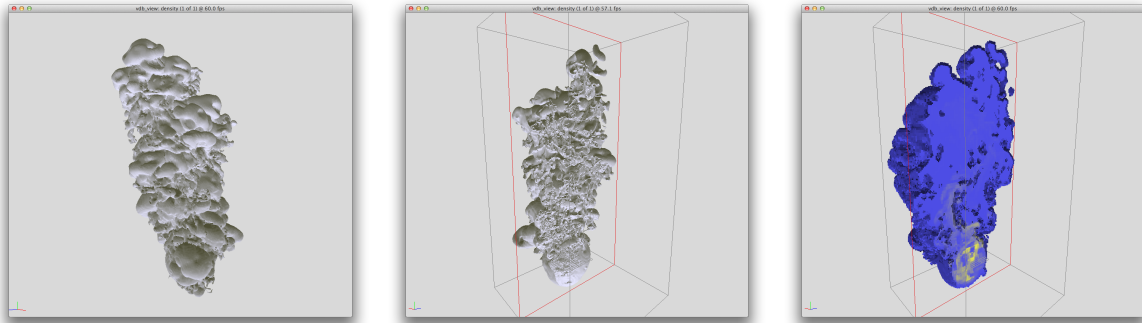 vdb_view: density (1 of 1) @ 60.0 fps
vdb_view: density (1 of 1) @ 57.1 fps
vdb_view: density (1 of 1) @ 60.0 fps